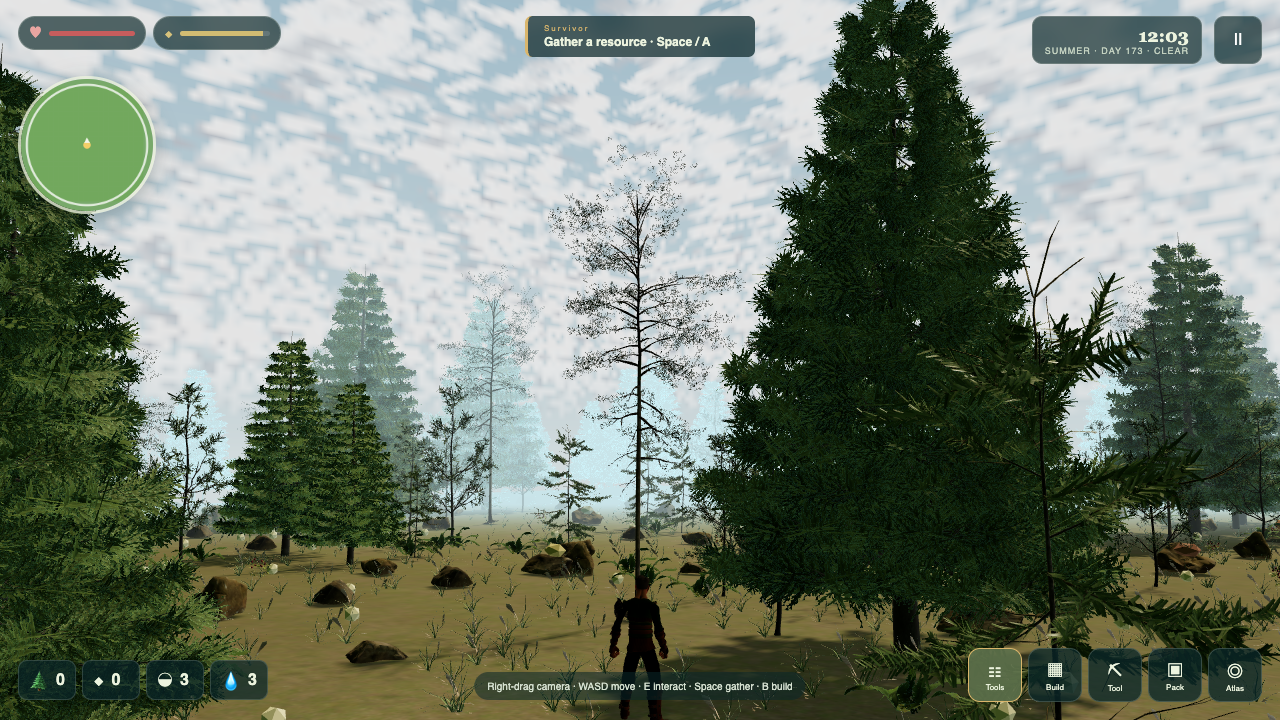 Survivor
Gather a resource · Space / A
12:03
SUMMER · DAY 173 · CLEAR
0
0
3
3
Right-drag camera · WASD move · E interact · Space gather · B build
Tools
Build
Tool
Pack
Atlas